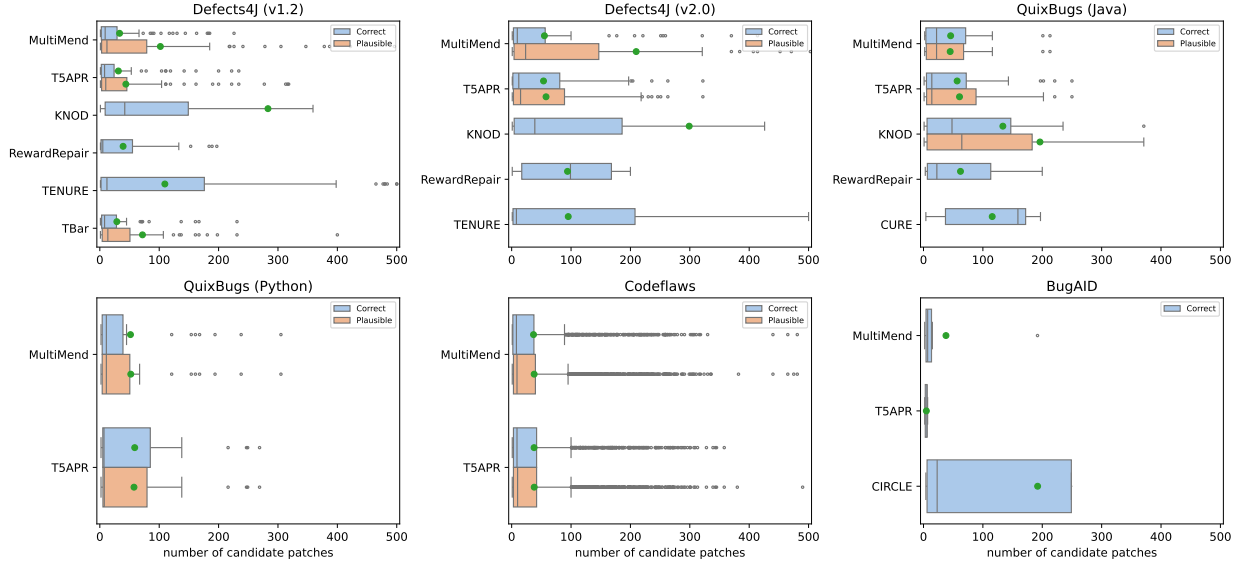 Defects4J (v1.2)
MultiMend
T5APR
KNOD
RewardRepair
TENURE
TBar
Correct
Plausible
0 100 200 300 400 500
Defects4J (v2.0)
MultiMend
T5APR
KNOD
RewardRepair
TENURE
Correct
Plausible
0 100 200 300 400 500
QuixBugs (Java)
MultiMend
T5APR
KNOD
RewardRepair
CURE
Correct
Plausible
0 100 200 300 400 500
QuixBugs (Python)
MultiMend
T5APR
Correct
Plausible
0 100 200 300 400 500
number of candidate patches
Codeflaws
MultiMend
T5APR
Correct
Plausible
0 100 200 300 400 500
number of candidate patches
BugAID
MultiMend
T5APR
CIRCLE
Correct
0 100 200 300 400 500
number of candidate patches